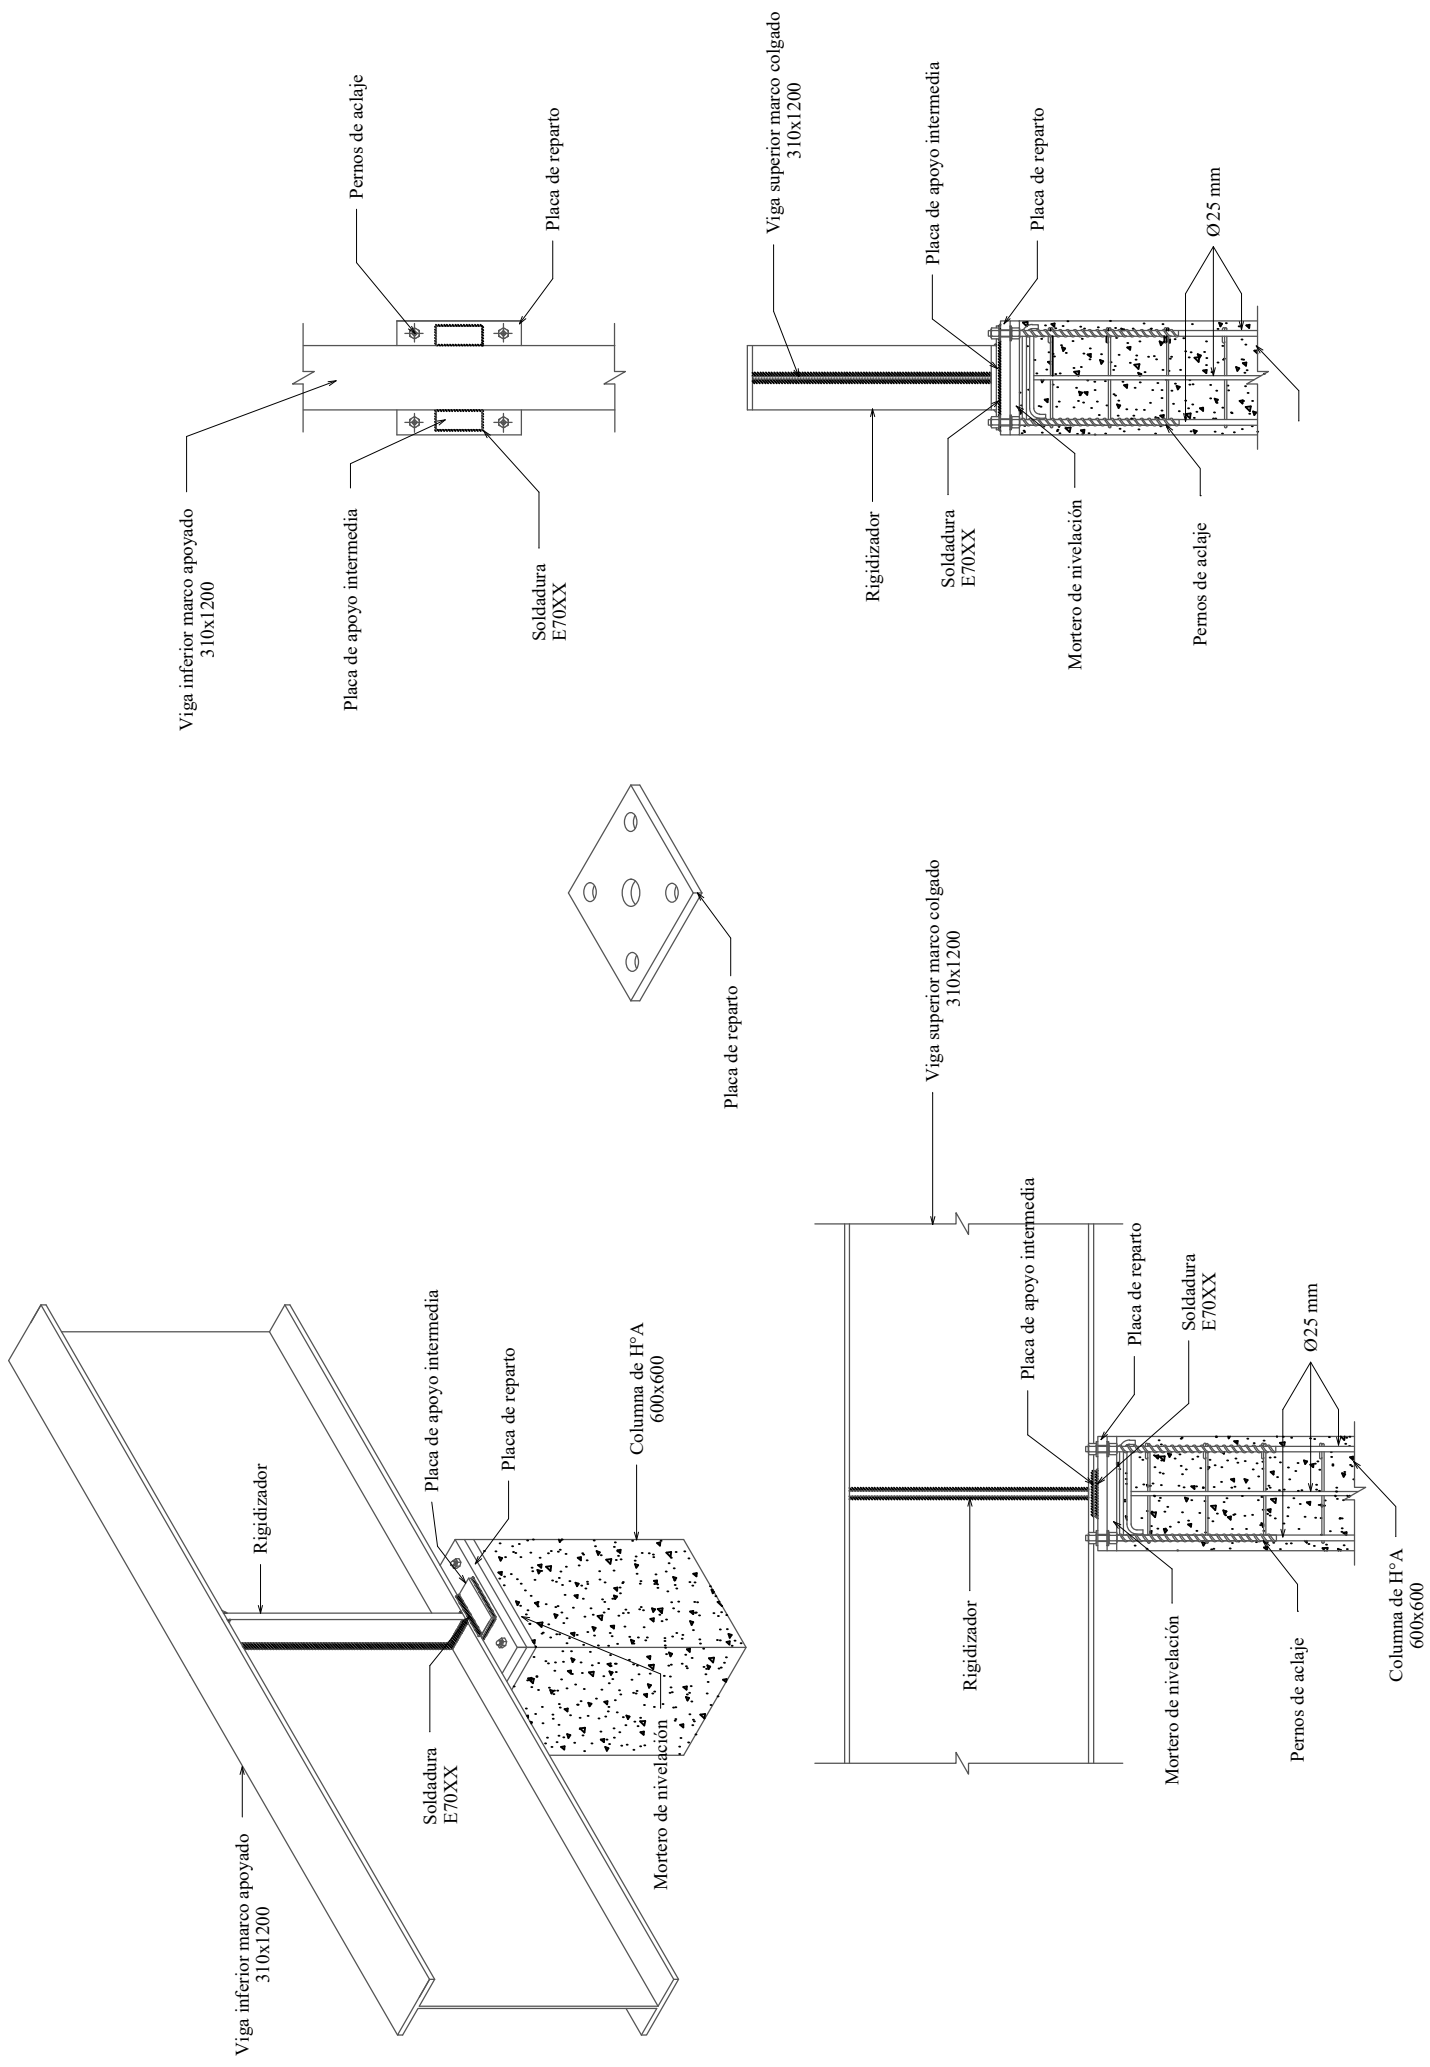 Viga inferior marco apoyado
310x1200
Rigidizador
Placa de apoyo intermedia
Placa de reparto
Columna de H°A
600x600
Soldadura
E70XX
Mortero de nivelación
Placa de reparto
Viga inferior marco apoyado
310x1200
Placa de apoyo intermedia
Soldadura
E70XX
Pernos de aclaje
Placa de reparto
Viga superior marco colgado
310x1200
Placa de apoyo intermedia
Placa de reparto
Soldadura
E70XX
Ø25 mm
Rigidizador
Mortero de nivelación
Pernos de aclaje
Columna de H°A
600x600
Viga superior marco colgado
310x1200
Placa de apoyo intermedia
Placa de reparto
Ø25 mm
Rigidizador
Soldadura
E70XX
Mortero de nivelación
Pernos de aclaje